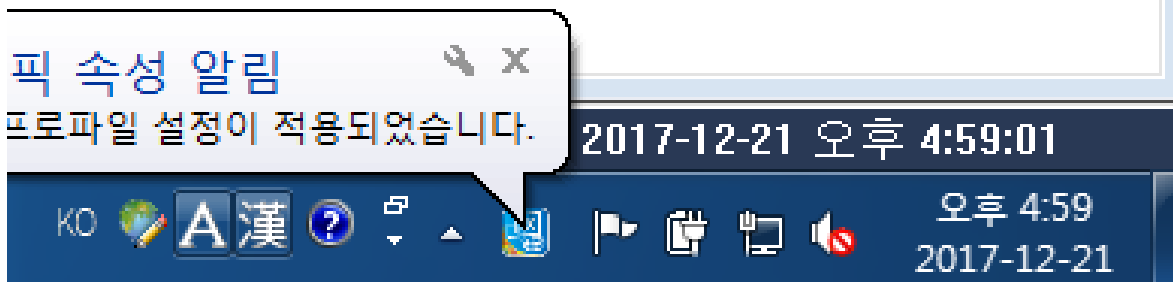 픽 속성 알림
프로파일 설정이 적용되었습니다.
2017-12-21 오후 4:59:01
KO A 漢 ?
오후 4:59
2017-12-21